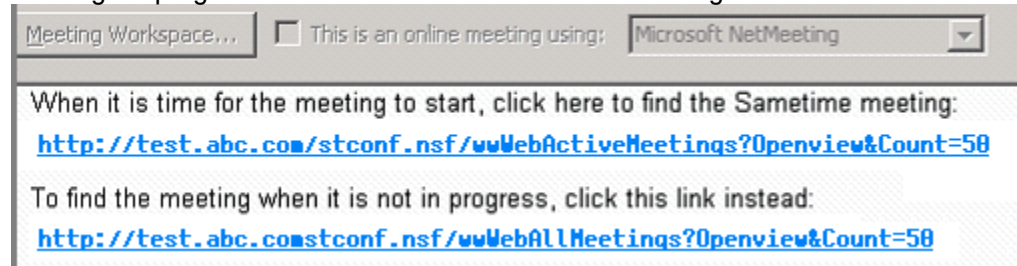 Meeting Workspace... This is an online meeting using: Microsoft NetMeeting
When it is time for the meeting to start, click here to find the Sametime meeting:
http://test.abc.com/stconf.nsf/wwWebActiveMeetings?Openview&Count=50
To find the meeting when it is not in progress, click this link instead:
http://test.abc.comstconf.nsf/wwWebAllMeetings?Openview&Count=50